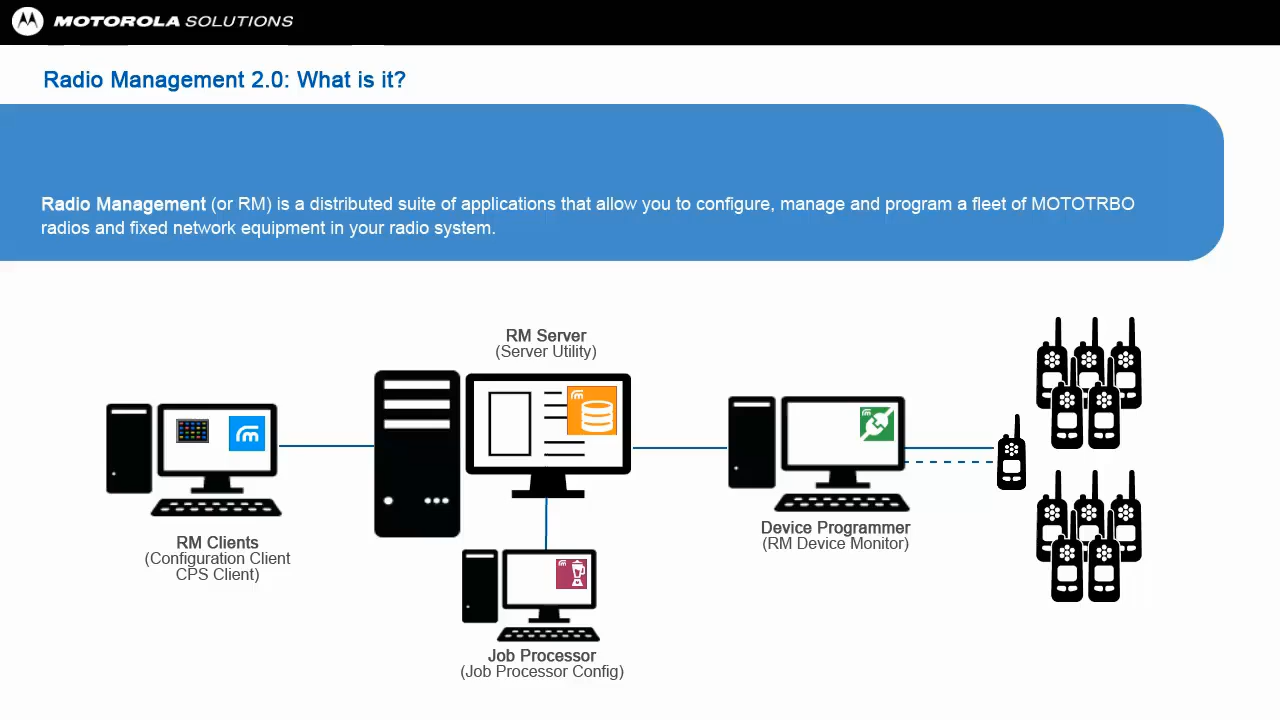 MOTOROLA SOLUTIONS
Radio Management 2.0: What is it?
Radio Management (or RM) is a distributed suite of applications that allow you to configure, manage and program a fleet of MOTOTRBO
radios and fixed network equipment in your radio system.
RM Server
(Server Utility)
RM Clients
(Configuration Client
CPS Client)
Device Programmer
(RM Device Monitor)
Job Processor
(Job Processor Config)